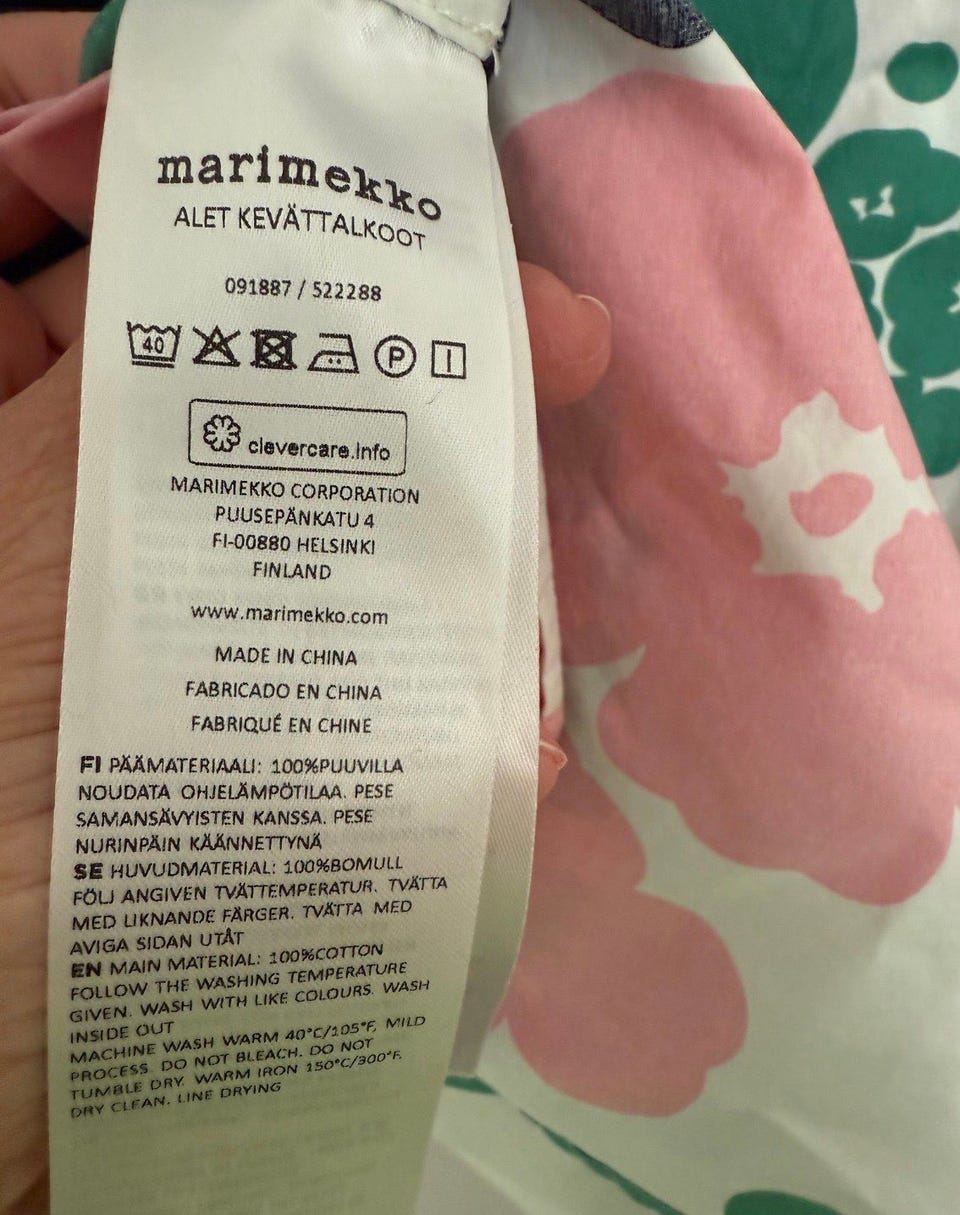 marimekko
ALET KEVÄTTALKOOT
091887 / 522288
40
P
clevercare.info
MARIMEKKO CORPORATION
PUUSEPÄNKATU 4
FI-00880 HELSINKI
FINLAND
www.marimekko.com
MADE IN CHINA
FABRICADO EN CHINA
FABRIQUÉ EN CHINE
FI PÄÄMATERIAALI: 100%PUUVILLA
NOUDATA OHJELÄMPÖTILAA. PESE
SAMANSÄVYISTEN KANSSA. PESE
NURINPÄIN KÄÄNNETTYNÄ
SE HUVUDMATERIAL: 100%BOMULL
FÖLJ ANGIVEN TVÄTTEMPERATUR. TVÄTTA
MED LIKNANDE FÄRGER. TVÄTTA MED
AVIGA SIDAN UTÅT
EN MAIN MATERIAL: 100%COTTON
FOLLOW THE WASHING TEMPERATURE
GIVEN. WASH WITH LIKE COLOURS. WASH
INSIDE OUT
MACHINE WASH WARM 40°C/105°F, MILD
PROCESS. DO NOT BLEACH. DO NOT
TUMBLE DRY. WARM IRON 150°C/300°F.
DRY CLEAN. LINE DRYING